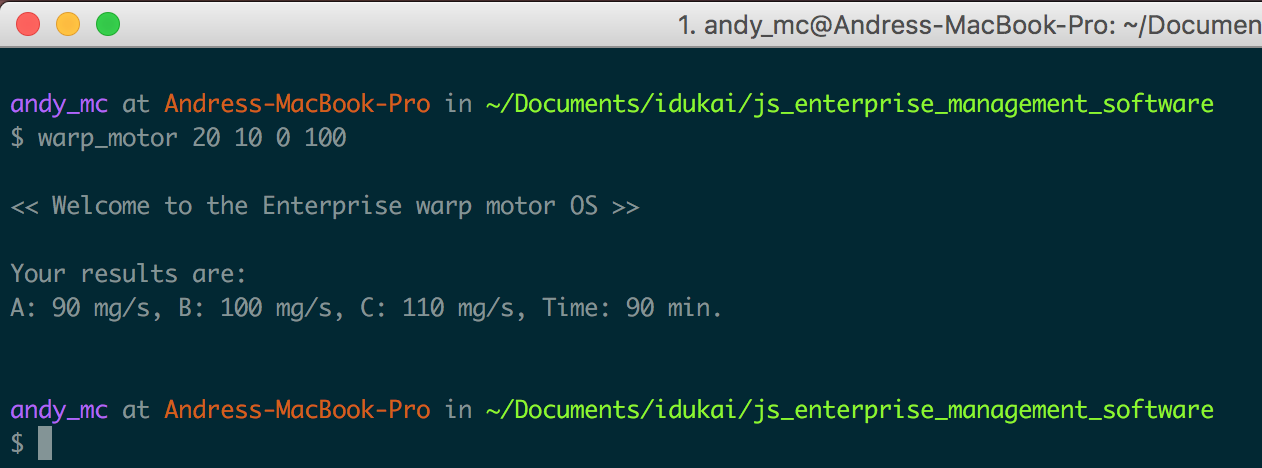 1. andy_mc@Andress-MacBook-Pro: ~/Documen
andy_mc at Andress-MacBook-Pro in ~/Documents/idukai/js_enterprise_management_software
$ warp_motor 20 10 0 100
<< Welcome to the Enterprise warp motor OS >>
Your results are:
A: 90 mg/s, B: 100 mg/s, C: 110 mg/s, Time: 90 min.
andy_mc at Andress-MacBook-Pro in ~/Documents/idukai/js_enterprise_management_software
$